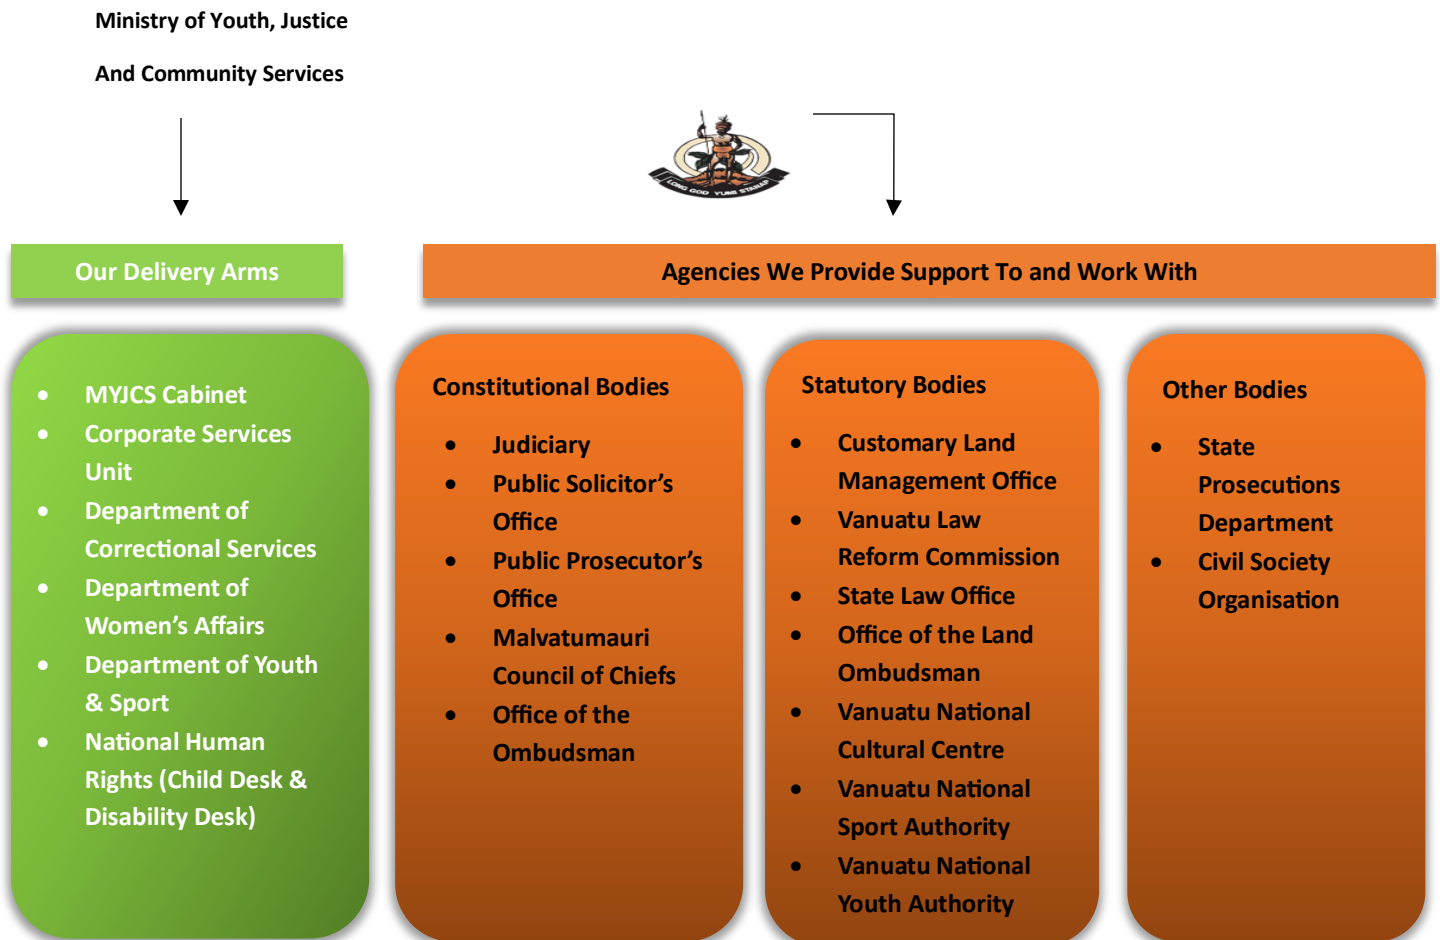 Ministry of Youth, Justice
And Community Services
LONG GOD YUMI STANAP
Our Delivery Arms
Agencies We Provide Support To and Work With
• MYJCS Cabinet
• Corporate Services
Unit
• Department of
Correctional Services
• Department of
Women’s Affairs
• Department of Youth
& Sport
• National Human
Rights (Child Desk &
Disability Desk)
Constitutional Bodies
• Judiciary
• Public Solicitor’s
Office
• Public Prosecutor’s
Office
• Malvatumauri
Council of Chiefs
• Office of the
Ombudsman
Statutory Bodies
• Customary Land
Management Office
• Vanuatu Law
Reform Commission
• State Law Office
• Office of the Land
Ombudsman
• Vanuatu National
Cultural Centre
• Vanuatu National
Sport Authority
• Vanuatu National
Youth Authority
Other Bodies
• State
Prosecutions
Department
• Civil Society
Organisation